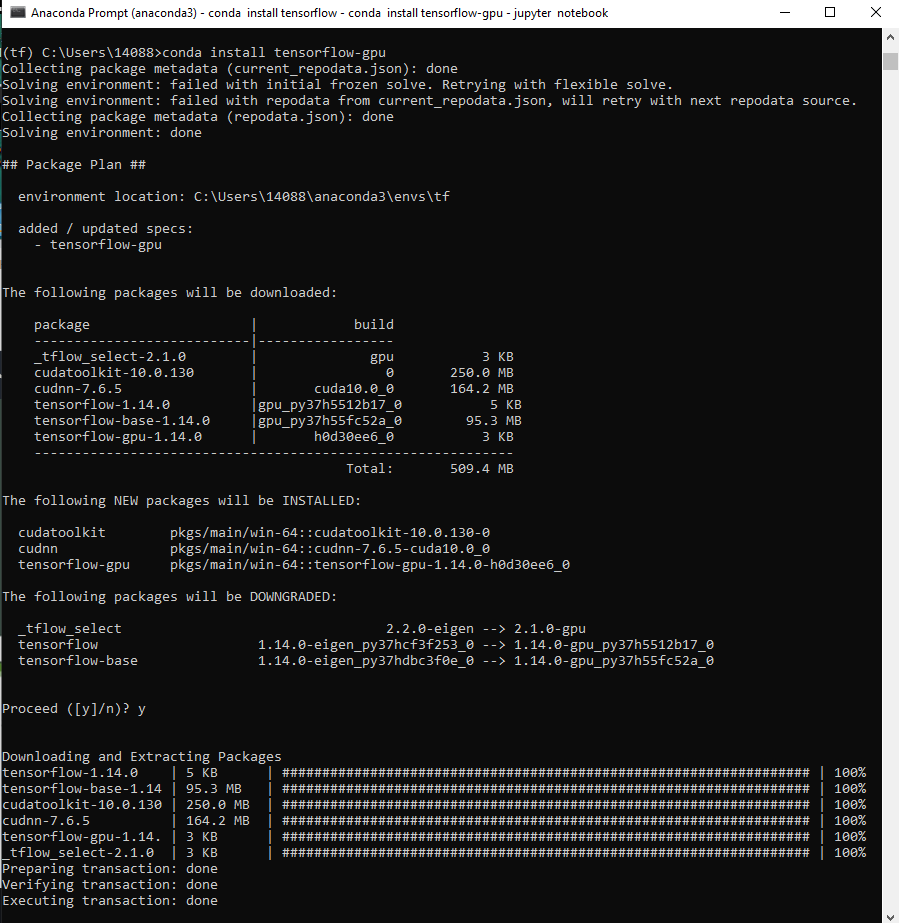 Anaconda Prompt (anaconda3) - conda install tensorflow - conda install tensorflow-gpu - jupyter notebook
(tf) C:\Users\14088>conda install tensorflow-gpu
Collecting package metadata (current_repodata.json): done
Solving environment: failed with initial frozen solve. Retrying with flexible solve.
Solving environment: failed with repodata from current_repodata.json, will retry with next repodata source.
Collecting package metadata (repodata.json): done
Solving environment: done
## Package Plan ##
environment location: C:\Users\14088\anaconda3\envs\tf
added / updated specs:
- tensorflow-gpu
The following packages will be downloaded:
package | build
---------------------------|-----------------
_tflow_select-2.1.0 | gpu 3 KB
cudatoolkit-10.0.130 | 0 250.0 MB
cudnn-7.6.5 | cuda10.0_0 164.2 MB
tensorflow-1.14.0 |gpu_py37h5512b17_0 5 KB
tensorflow-base-1.14.0 |gpu_py37h55fc52a_0 95.3 MB
tensorflow-gpu-1.14.0 | h0d30ee6_0 3 KB
------------------------------------------------------------
Total: 509.4 MB
The following NEW packages will be INSTALLED:
cudatoolkit pkgs/main/win-64::cudatoolkit-10.0.130-0
cudnn pkgs/main/win-64::cudnn-7.6.5-cuda10.0_0
tensorflow-gpu pkgs/main/win-64::tensorflow-gpu-1.14.0-h0d30ee6_0
The following packages will be DOWNGRADED:
_tflow_select 2.2.0-eigen --> 2.1.0-gpu
tensorflow 1.14.0-eigen_py37hcf3f253_0 --> 1.14.0-gpu_py37h5512b17_0
tensorflow-base 1.14.0-eigen_py37hdbc3f0e_0 --> 1.14.0-gpu_py37h55fc52a_0
Proceed ([y]/n)? y
Downloading and Extracting Packages
tensorflow-1.14.0 | 5 KB | ################################################################## | 100%
tensorflow-base-1.14 | 95.3 MB | ################################################################## | 100%
cudatoolkit-10.0.130 | 250.0 MB | ################################################################## | 100%
cudnn-7.6.5 | 164.2 MB | ################################################################## | 100%
tensorflow-gpu-1.14. | 3 KB | ################################################################## | 100%
_tflow_select-2.1.0 | 3 KB | ################################################################## | 100%
Preparing transaction: done
Verifying transaction: done
Executing transaction: done